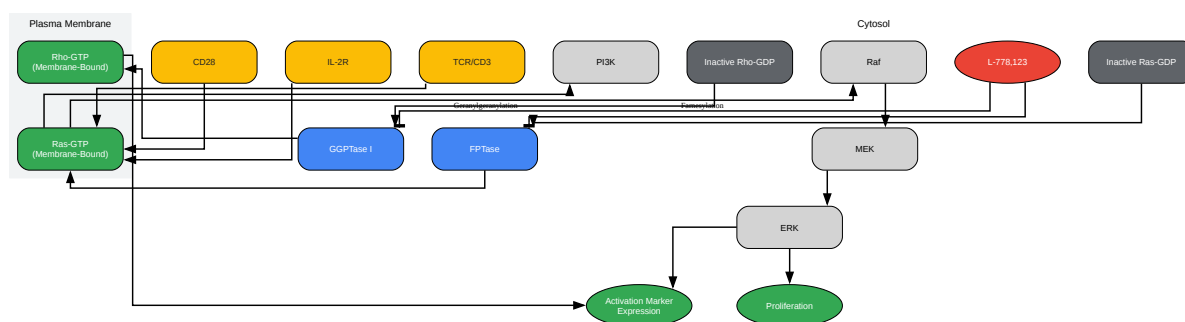 Plasma Membrane
Cytosol
Rho-GTP
(Membrane-Bound)
CD28
IL-2R
TCR/CD3
PI3K
Inactive Rho-GDP
Raf
L-778,123
Inactive Ras-GDP
Geranylgeranylation
Farnesylation
Ras-GTP
(Membrane-Bound)
GGPTase I
FPTase
MEK
ERK
Activation Marker
Expression
Proliferation